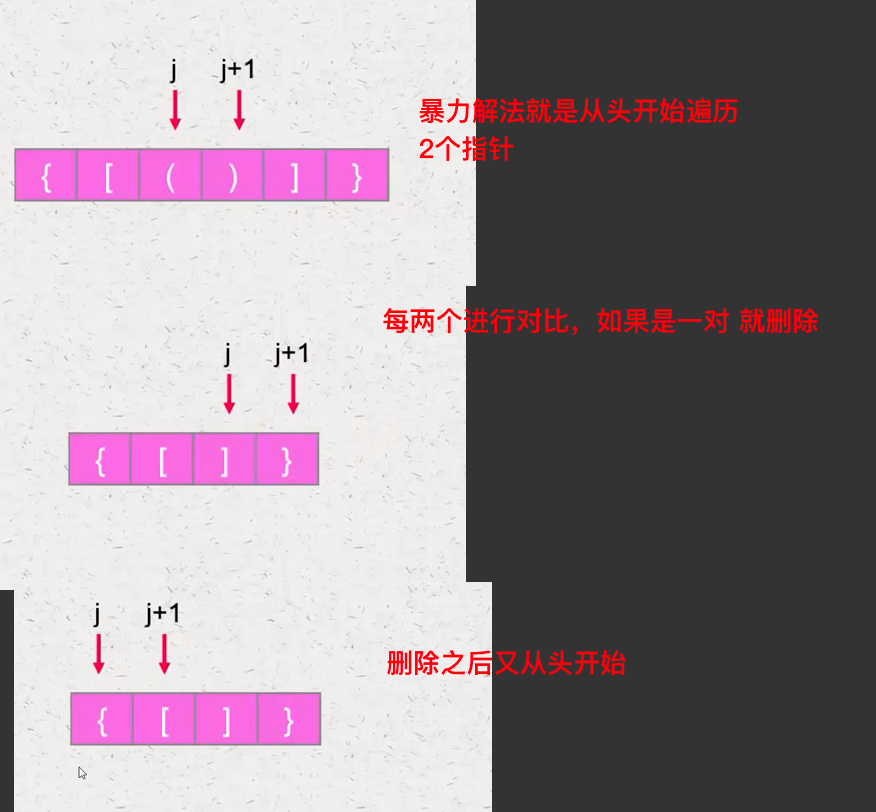 j j+1
暴力解法就是从头开始遍历
2个指针
{ [ ( ) ] }
每两个进行对比，如果是一对 就删除
j j+1
{ [ ] }
j j+1
删除之后又从头开始
{ [ ] }